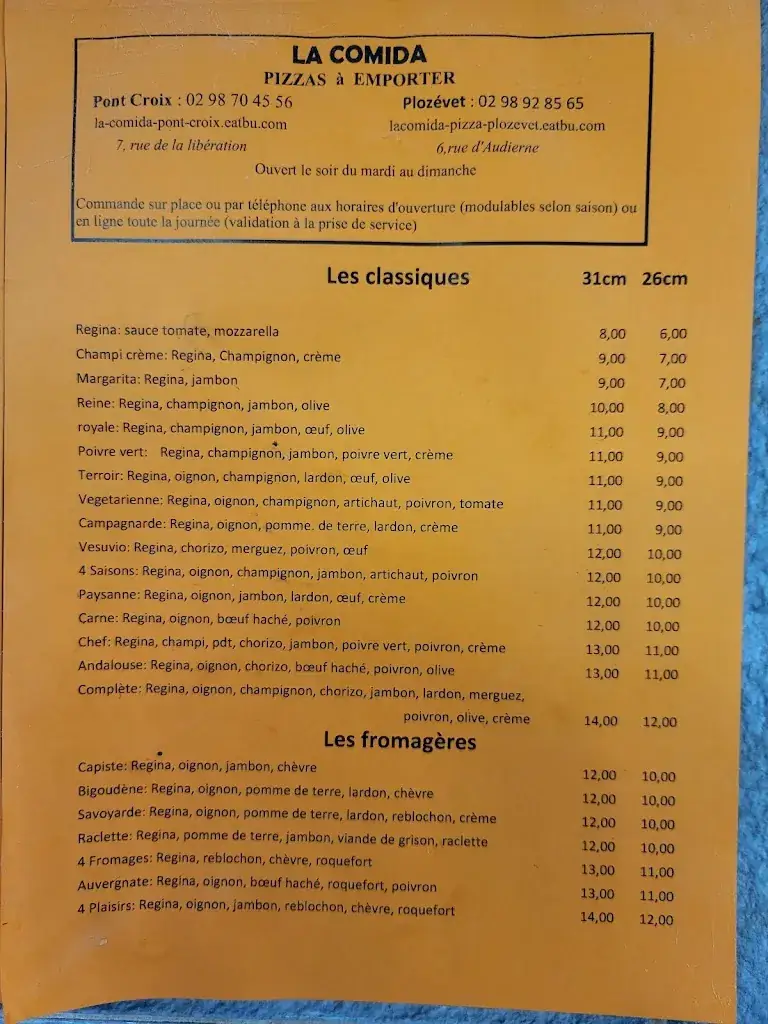 LA COMIDA
PIZZAS à EMPORTER
Pont Croix : 02 98 70 45 56 Plozévet : 02 98 92 85 65
la-comida-pont-croix.eatbu.com lacomida-pizza-plozevet.eatbu.com
7, rue de la libération 6,rue d'Audierne
Ouvert le soir du mardi au dimanche
Commande sur place ou par téléphone aux horaires d'ouverture (modulables selon saison) ou
en ligne toute la journée (validation à la prise de service)
Les classiques 31cm 26cm
Regina: sauce tomate, mozzarella 8,00 6,00
Champi crème: Regina, Champignon, crème 9,00 7,00
Margarita: Regina, jambon 9,00 7,00
Reine: Regina, champignon, jambon, olive 10,00 8,00
royale: Regina, champignon, jambon, œuf, olive 11,00 9,00
Poivre vert: Regina, champignon, jambon, poivre vert, crème 11,00 9,00
Terroir: Regina, oignon, champignon, lardon, œuf, olive 11,00 9,00
Vegetarienne: Regina, oignon, champignon, artichaut, poivron, tomate 11,00 9,00
Campagnarde: Regina, oignon, pomme. de terre, lardon, crème 11,00 9,00
Vesuvio: Regina, chorizo, merguez, poivron, œuf 12,00 10,00
4 Saisons: Regina, oignon, champignon, jambon, artichaut, poivron 12,00 10,00
Paysanne: Regina, oignon, jambon, lardon, œuf, crème 12,00 10,00
Carne: Regina, oignon, bœuf haché, poivron 12,00 10,00
Chef: Regina, champi, pdt, chorizo, jambon, poivre vert, poivron, crème 13,00 11,00
Andalouse: Regina, oignon, chorizo, bœuf haché, poivron, olive 13,00 11,00
Complète: Regina, oignon, champignon, chorizo, jambon, lardon, merguez,
poivron, olive, crème 14,00 12,00
Les fromagères
Capiste: Regina, oignon, jambon, chèvre 12,00 10,00
Bigoudène: Regina, oignon, pomme de terre, lardon, chèvre 12,00 10,00
Savoyarde: Regina, oignon, pomme de terre, lardon, reblochon, crème 12,00 10,00
Raclette: Regina, pomme de terre, jambon, viande de grison, raclette 12,00 10,00
4 Fromages: Regina, reblochon, chèvre, roquefort 13,00 11,00
Auvergnate: Regina, oignon, bœuf haché, roquefort, poivron 13,00 11,00
4 Plaisirs: Regina, oignon, jambon, reblochon, chèvre, roquefort 14,00 12,00